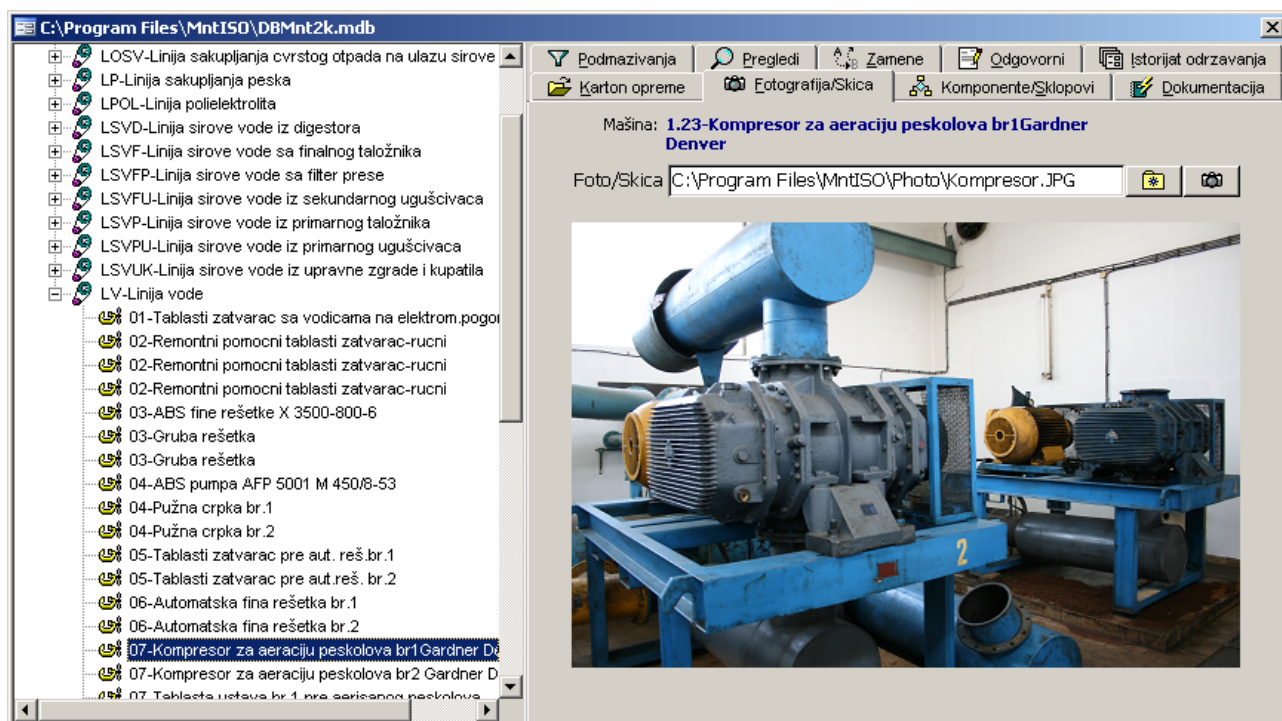 C:\Program Files\MntISO\DBMnt2k.mdb
LOSV-Linija sakupljanja cvrstog otpada na ulazu sirove
LP-Linija sakupljanja peska
LPOL-Linija polielektrolita
LSVD-Linija sirove vode iz digestora
LSVF-Linija sirove vode sa finalnog taložnika
LSVFP-Linija sirove vode sa filter prese
LSVFU-Linija sirove vode iz sekundarnog ugušcivaca
LSVP-Linija sirove vode iz primarnog taložnika
LSVPU-Linija sirove vode iz primarnog ugušcivaca
LSVUK-Linija sirove vode iz upravne zgrade i kupatila
LV-Linija vode
01-Tablasti zatvarac sa vodicama na elektrom.pogon
02-Remontni pomocni tablasti zatvarac-rucni
02-Remontni pomocni tablasti zatvarac-rucni
02-Remontni pomocni tablasti zatvarac-rucni
03-ABS fine rešetke X 3500-800-6
03-Gruba rešetka
03-Gruba rešetka
04-ABS pumpa AFP 5001 M 450/8-53
04-Pužna crpka br.1
04-Pužna crpka br.2
05-Tablasti zatvarac pre aut. reš.br.1
05-Tablasti zatvarac pre aut.reš. br.2
06-Automatska fina rešetka br.1
06-Automatska fina rešetka br.2
07-Kompresor za aeraciju peskolova br1Gardner De
07-Kompresor za aeraciju peskolova br2 Gardner D
07-Tablasta ustava br.1 pre aerisanog peskolova
Podmazivanja Pregledi Zamene Odgovorni Istorijat odrzavanja
Karton opreme Fotografija/Skica Komponente/Sklopovi Dokumentacija
Mašina: 1.23-Kompresor za aeraciju peskolova br1Gardner
Denver
Foto/Skica C:\Program Files\MntISO\Photo\Kompresor.JPG
2